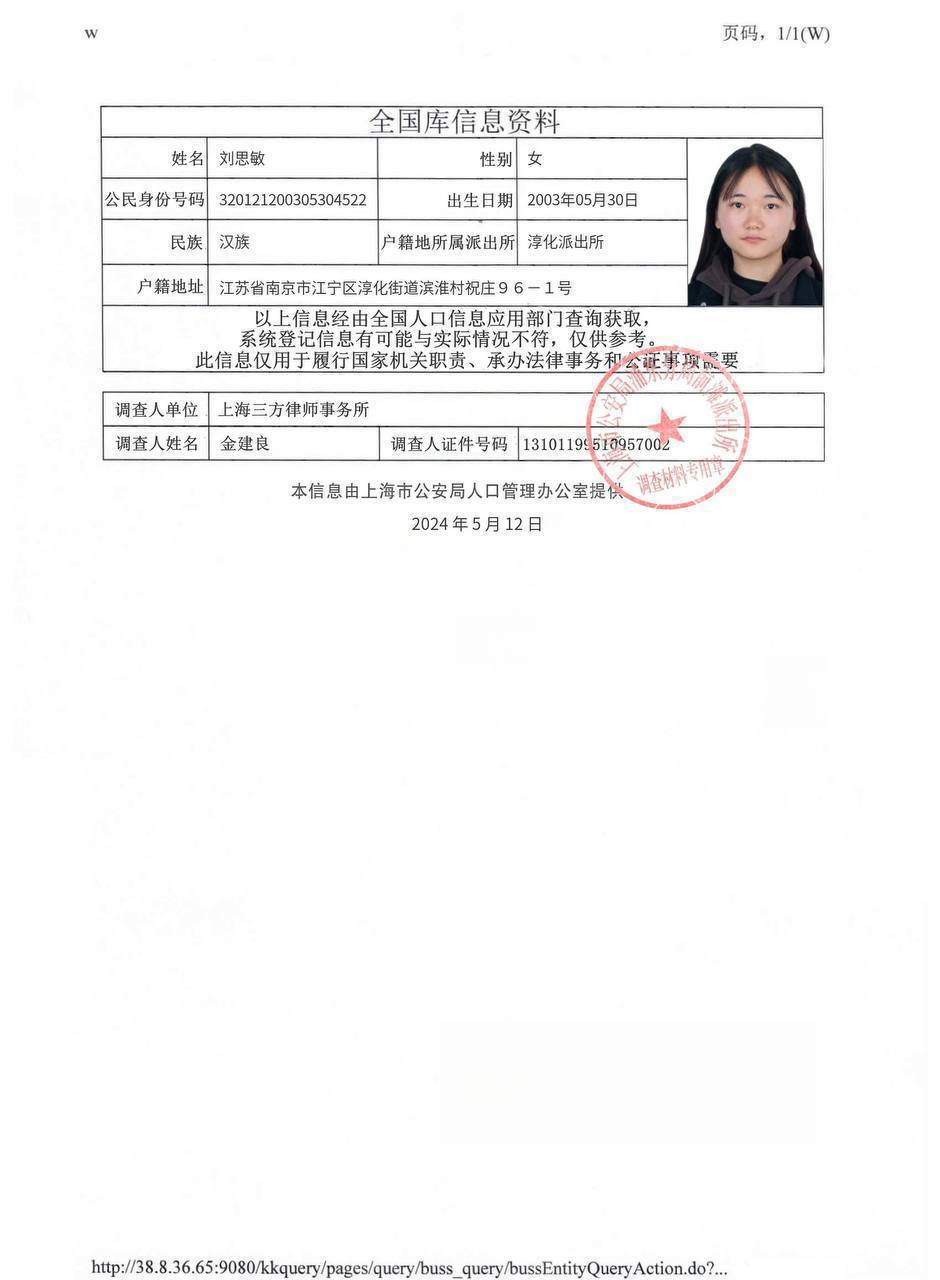 w
页码，1/1(W)
全国库信息资料
姓名 刘思敏 性别 女
公民身份号码 320121200305304522 出生日期 2003年05月30日
民族 汉族 户籍地所属派出所 淳化派出所
户籍地址 江苏省南京市江宁区淳化街道滨淮村祝庄９６－１号
以上信息经由全国人口信息应用部门查询获取，
系统登记信息有可能与实际情况不符，仅供参考。
此信息仅用于履行国家机关职责、承办法律事务和公证事项需要
调查人单位 上海三方律师事务所
调查人姓名 金建良 调查人证件号码 13101199510957002
上海市公安局浦东分局前滩派出所
调查材料专用章
本信息由上海市公安局人口管理办公室提供
2024 年 5 月 12 日
http://38.8.36.65:9080/kkquery/pages/query/buss_query/bussEntityQueryAction.do?...